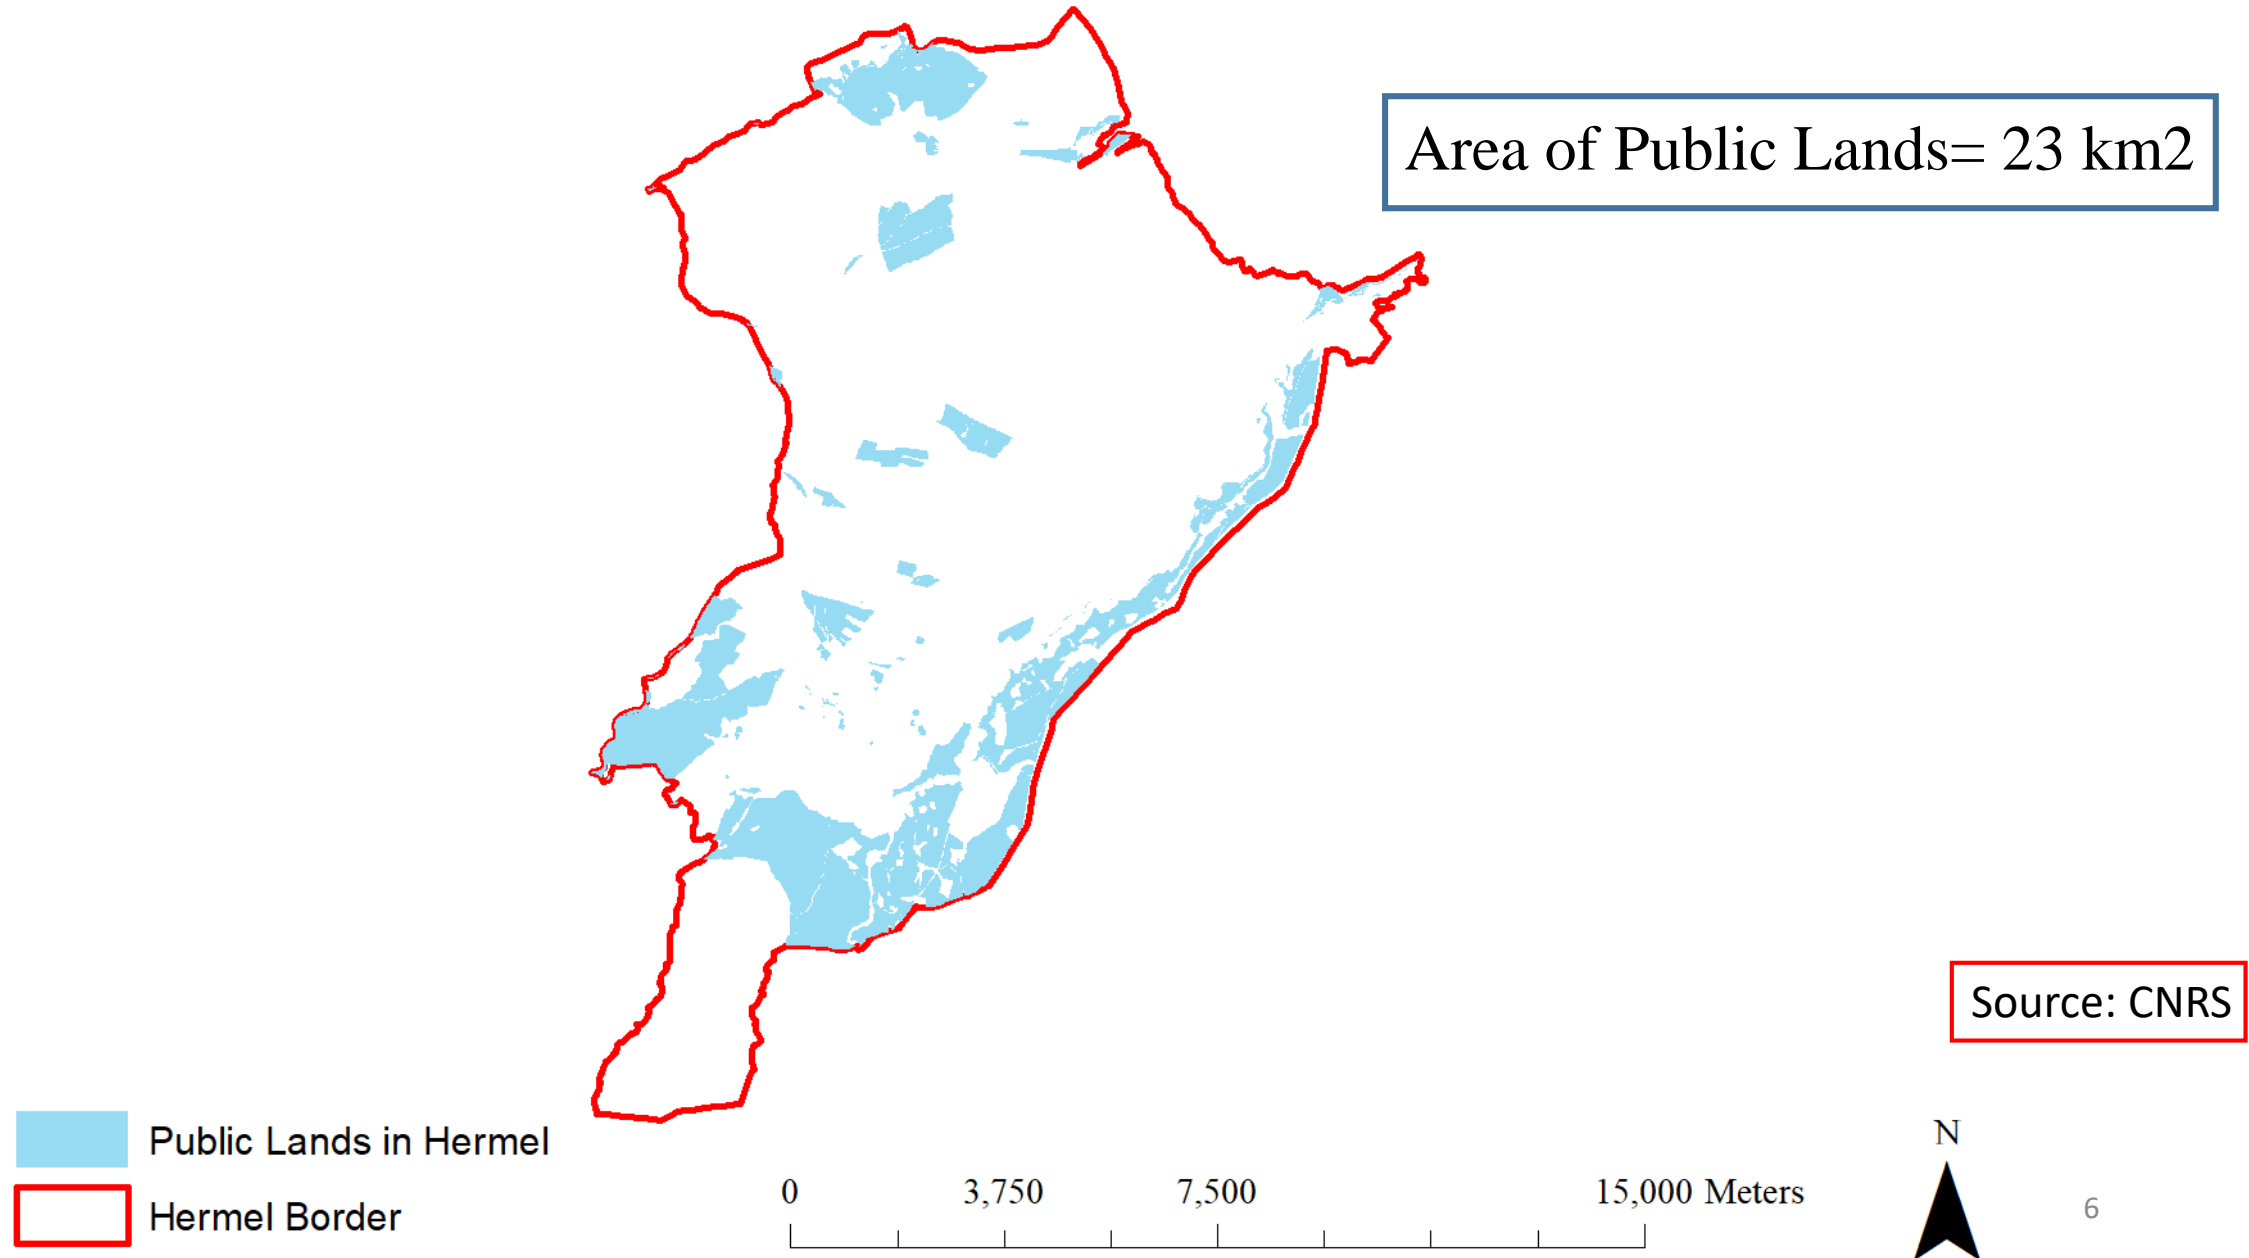 Area of Public Lands= 23 km2
Source: CNRS
Public Lands in Hermel
Hermel Border
0 3,750 7,500 15,000 Meters
N
6